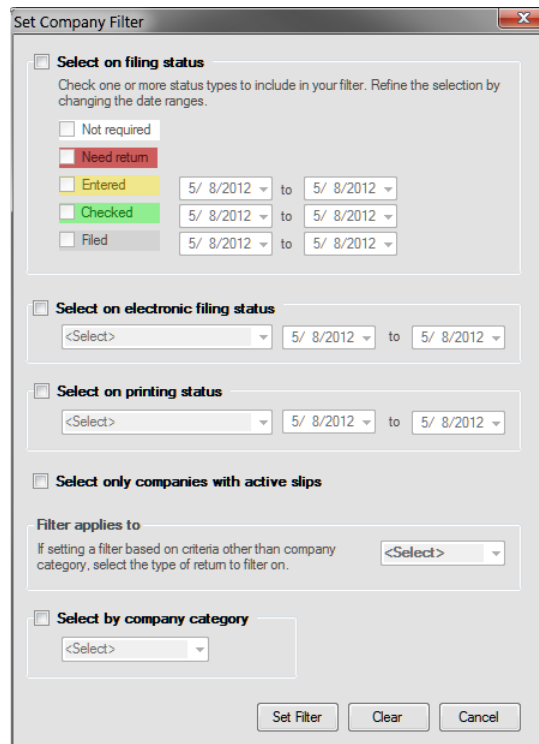 Set Company Filter
Select on filing status
Check one or more status types to include in your filter. Refine the selection by
changing the date ranges.
Not required
Need return
Entered 5/ 8/2012 to 5/ 8/2012
Checked 5/ 8/2012 to 5/ 8/2012
Filed 5/ 8/2012 to 5/ 8/2012
Select on electronic filing status
<Select> 5/ 8/2012 to 5/ 8/2012
Select on printing status
<Select> 5/ 8/2012 to 5/ 8/2012
Select only companies with active slips
Filter applies to
If setting a filter based on criteria other than company
category, select the type of return to filter on.
<Select>
Select by company category
<Select>
Set Filter Clear Cancel